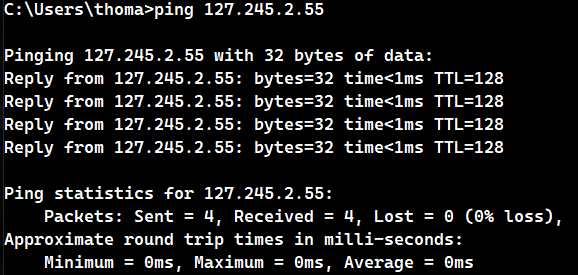 C:\Users\thoma>ping 127.245.2.55
Pinging 127.245.2.55 with 32 bytes of data:
Reply from 127.245.2.55: bytes=32 time<1ms TTL=128
Reply from 127.245.2.55: bytes=32 time<1ms TTL=128
Reply from 127.245.2.55: bytes=32 time<1ms TTL=128
Reply from 127.245.2.55: bytes=32 time<1ms TTL=128
Ping statistics for 127.245.2.55:
    Packets: Sent = 4, Received = 4, Lost = 0 (0% loss),
Approximate round trip times in milli-seconds:
    Minimum = 0ms, Maximum = 0ms, Average = 0ms